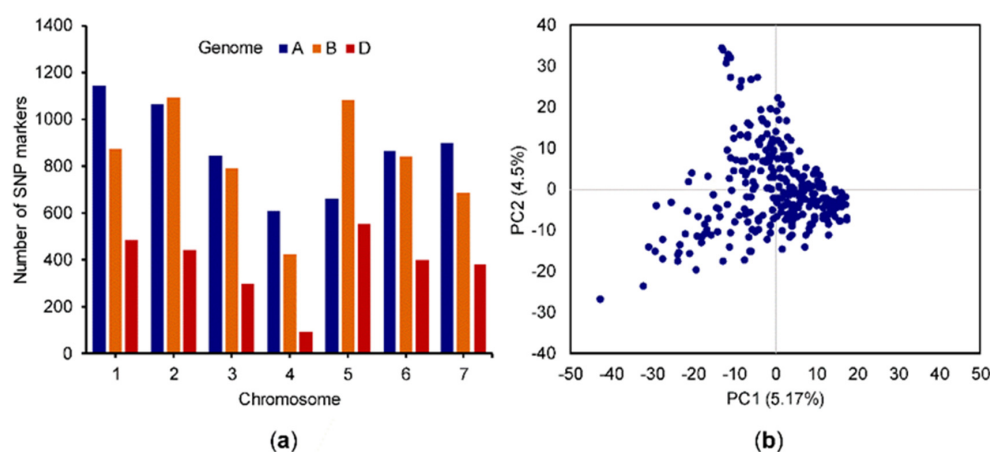 1400
1200
1000
800
600
400
200
0
Number of SNP markers
Genome A B D
1 2 3 4 5 6 7
Chromosome
(a)
40
30
20
10
0
-10
-20
-30
-40
PC2 (4.5%)
-50 -40 -30 -20 -10 0 10 20 30 40 50
PC1 (5.17%)
(b)